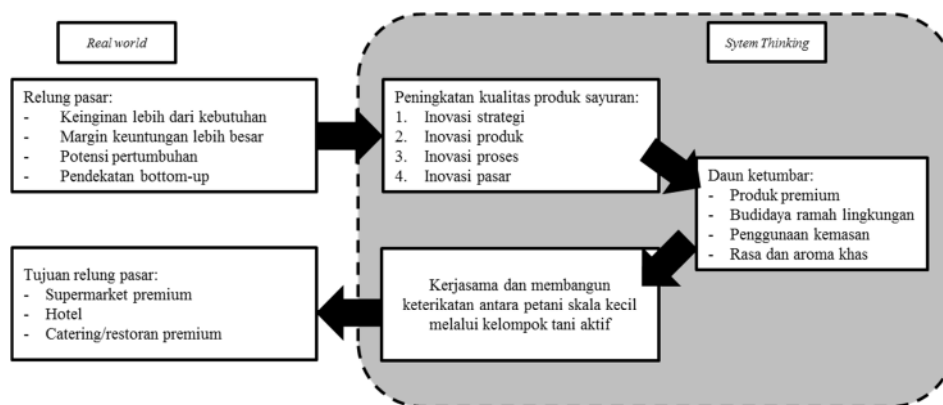 Real world
Sytem Thinking
Relung pasar:
- Keinginan lebih dari kebutuhan
- Margin keuntungan lebih besar
- Potensi pertumbuhan
- Pendekatan bottom-up
Peningkatan kualitas produk sayuran:
1. Inovasi strategi
2. Inovasi produk
3. Inovasi proses
4. Inovasi pasar
Daun ketumbar:
- Produk premium
- Budidaya ramah lingkungan
- Penggunaan kemasan
- Rasa dan aroma khas
Kerjasama dan membangun
keterikatan antara petani skala kecil
melalui kelompok tani aktif
Tujuan relung pasar:
- Supermarket premium
- Hotel
- Catering/restoran premium